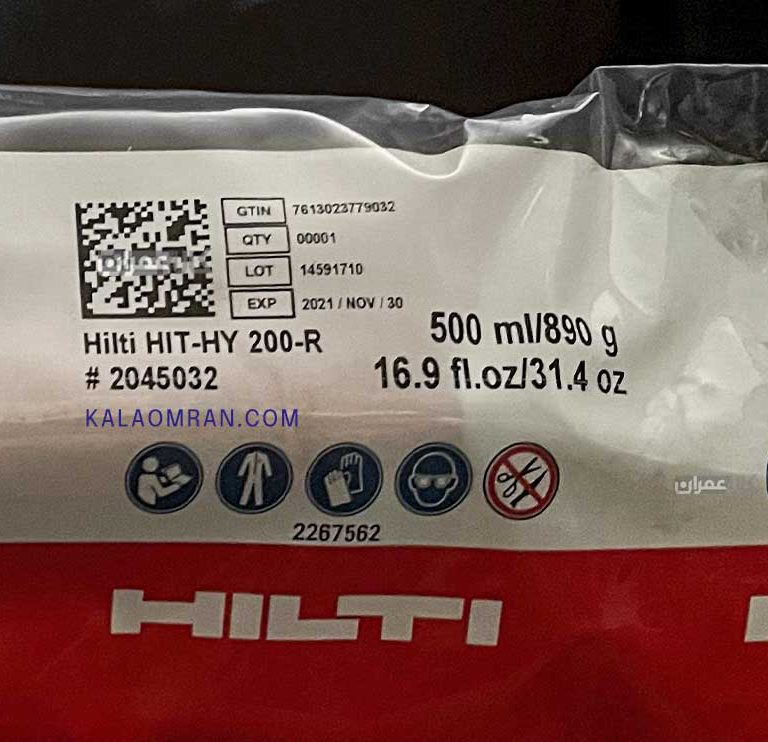 GTIN 7613023779032
QTY 00001
LOT 14591710
EXP 2021 / NOV / 30
Hilti HIT-HY 200-R
# 2045032
500 ml/890 g
16.9 fl.oz/31.4 oz
KALAOMRAN.COM
عمران
2267562
HILTI